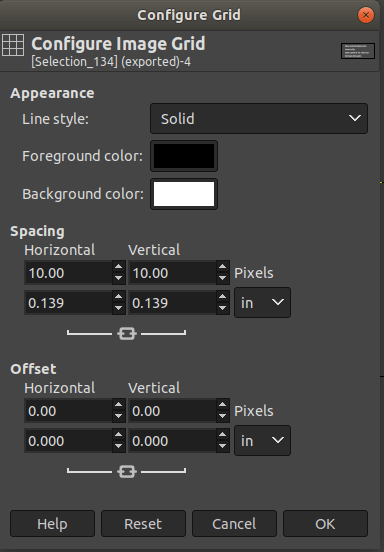 Configure Grid
Configure Image Grid
[Selection_134] (exported)-4
Appearance
Line style: Solid
Foreground color:
Background color:
Spacing
Horizontal Vertical
10.00 10.00 Pixels
0.139 0.139 in
Offset
Horizontal Vertical
0.00 0.00 Pixels
0.000 0.000 in
Help Reset Cancel OK